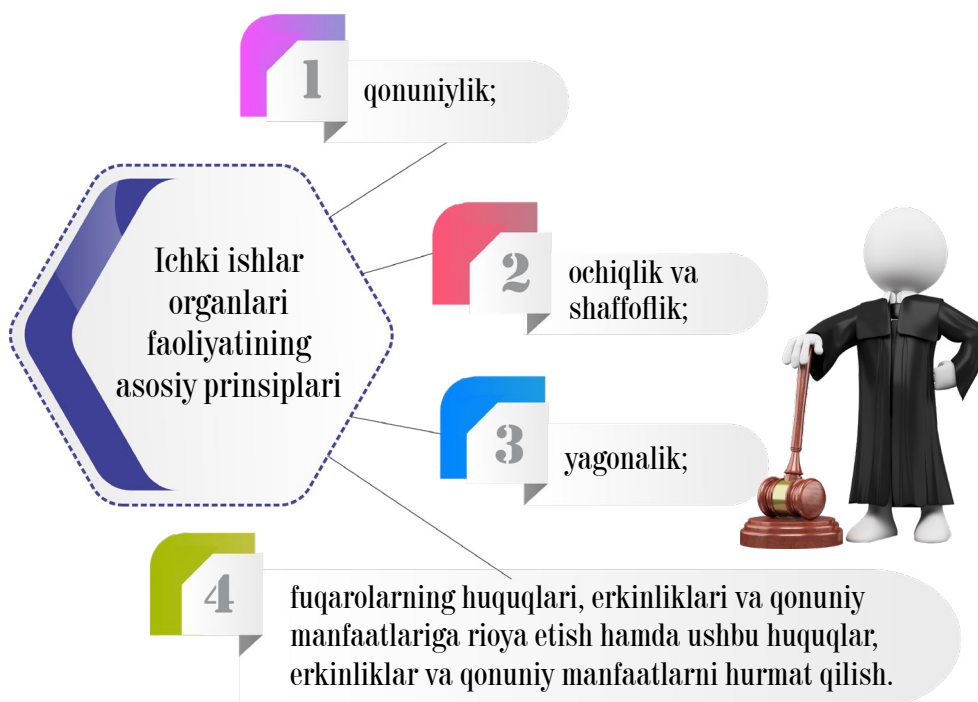 Ichki ishlar
organlari
faoliyatining
asosiy prinsiplari
1
qonuniylik;
2
ochiqlik va
shaffoflik;
3
yagonalik;
4
fuqarolarning huquqlari, erkinliklari va qonuniy
manfaatlariga rioya etish hamda ushbu huquqlar,
erkinliklar va qonuniy manfaatlarni hurmat qilish.